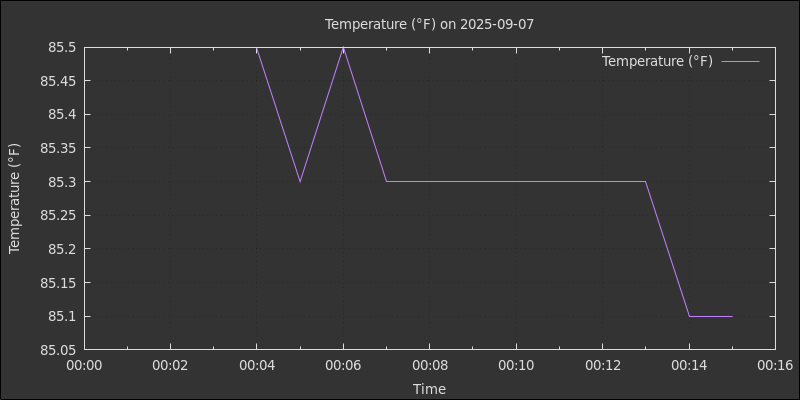 Temperature (°F) on 2025-09-07
Temperature (°F)
85.5
85.45
85.4
85.35
85.3
85.25
85.2
85.15
85.1
85.05
Temperature (°F)
00:00 00:02 00:04 00:06 00:08 00:10 00:12 00:14 00:16
Time